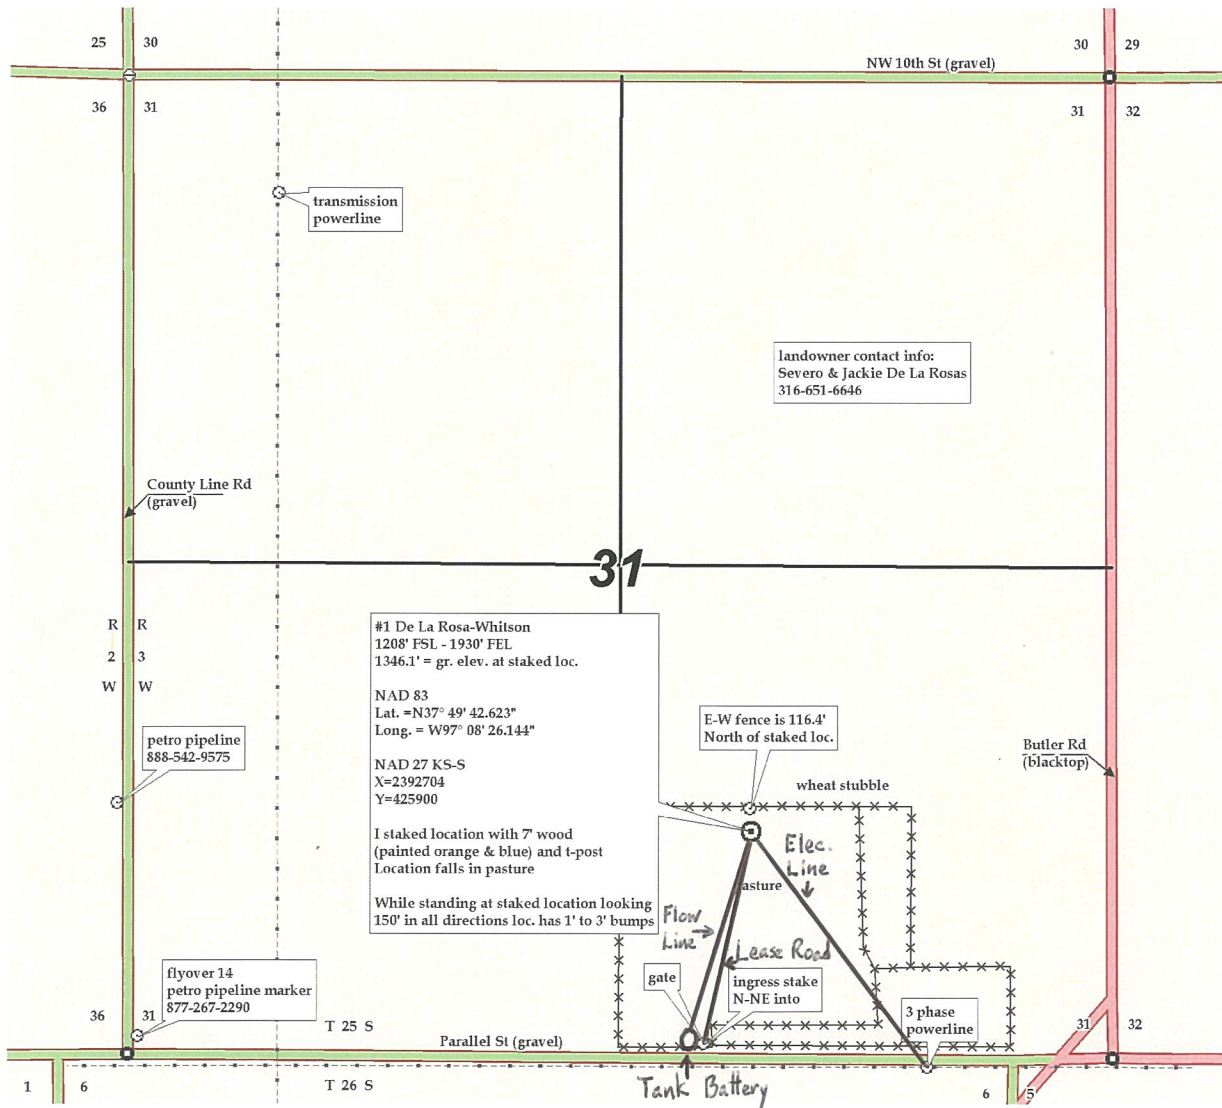 25 30
30 29
NW 10th St (gravel)
36 31
31 32
transmission
powerline
landowner contact info:
Severo & Jackie De La Rosas
316-651-6646
County Line Rd
(gravel)
31
R R
2 3
W W
#1 De La Rosa-Whitson
1208' FSL - 1930' FEL
1346.1' = gr. elev. at staked loc.
NAD 83
Lat. =N37° 49' 42.623"
Long. = W97° 08' 26.144"
NAD 27 KS-S
X=2392704
Y=425900
I staked location with 7' wood
(painted orange & blue) and t-post
Location falls in pasture
While standing at staked location looking
150' in all directions loc. has 1' to 3' bumps
petro pipeline
888-542-9575
E-W fence is 116.4'
North of staked loc.
Butler Rd
(blacktop)
wheat stubble
Elec.
Line
asture
Flow
Line
Lease Road
gate
ingress stake
N-NE into
3 phase
powerline
flyover 14
petro pipeline marker
877-267-2290
36 31
T 25 S
Parallel St (gravel)
31 32
1 6
T 26 S
6 5
Tank Battery